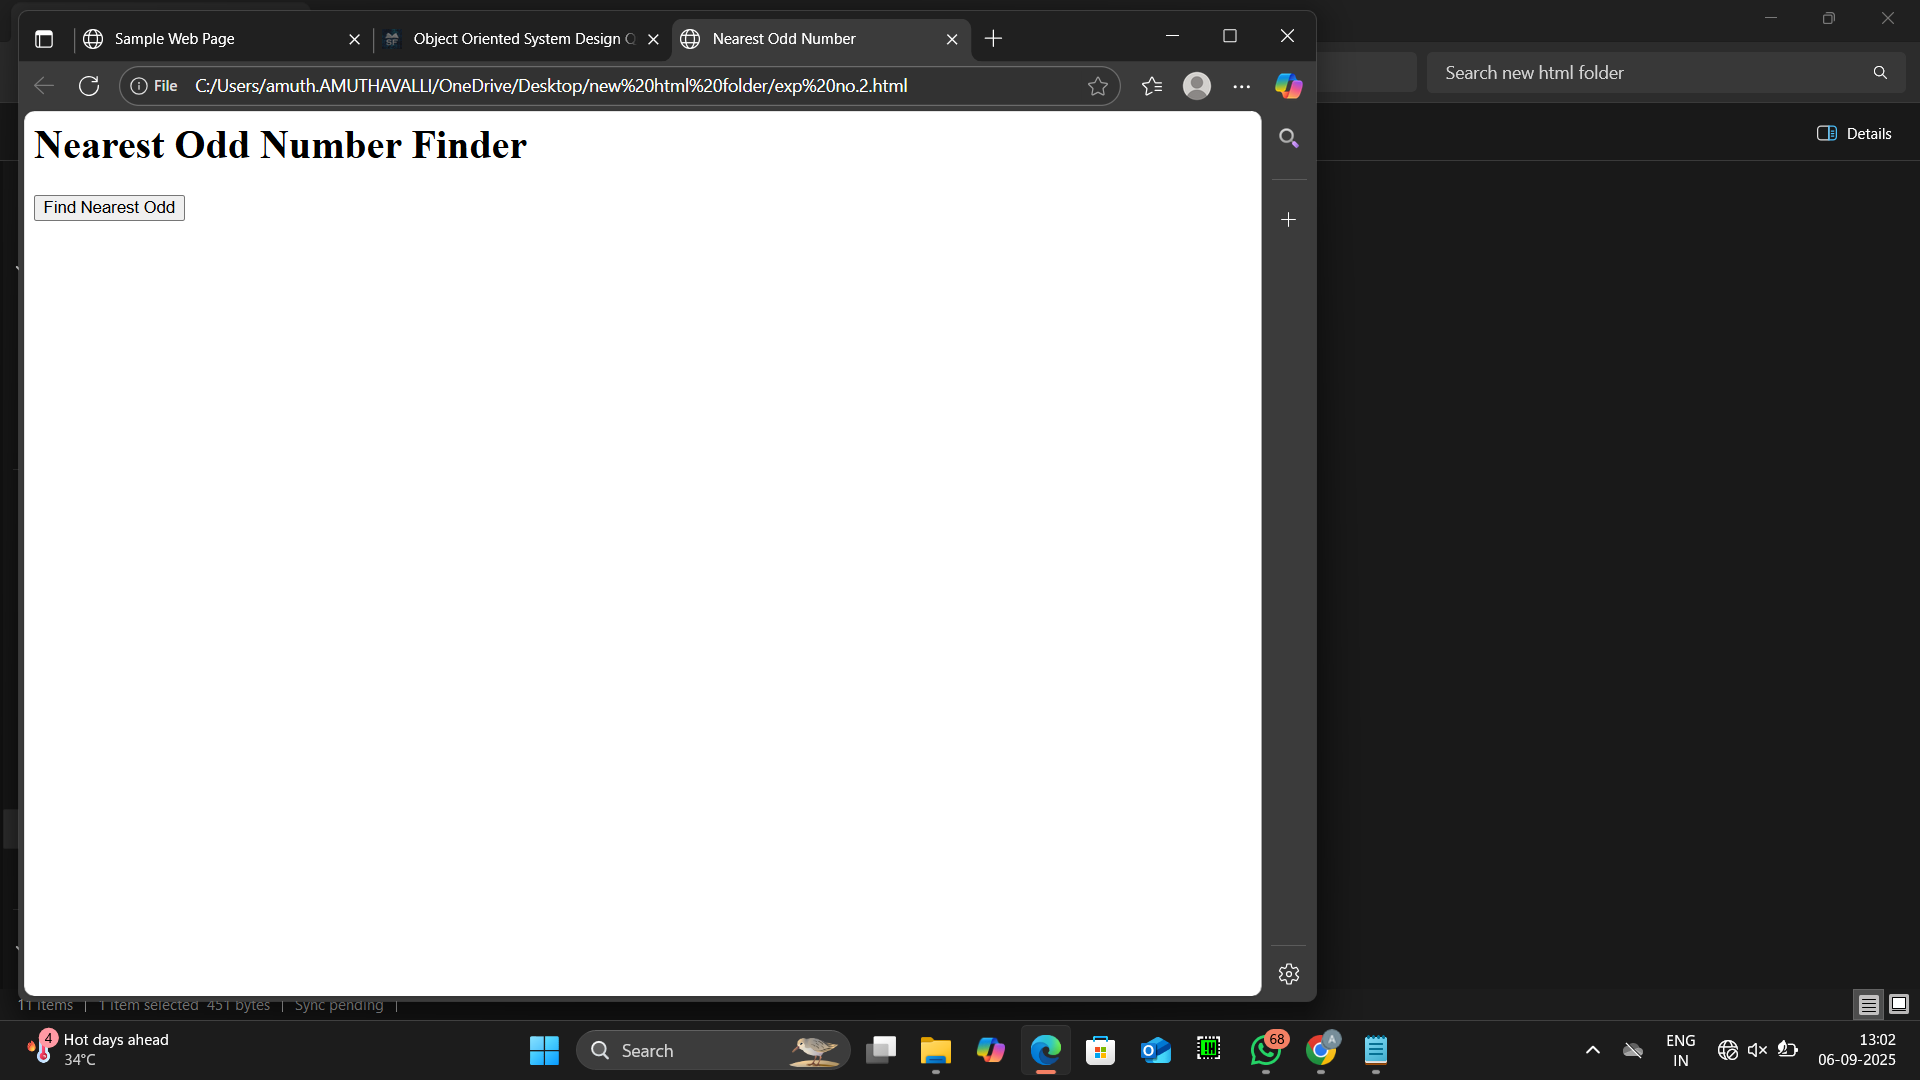 Sample Web Page
Object Oriented System Design Q
Nearest Odd Number
File
C:/Users/amuth.AMUTHAVALLI/OneDrive/Desktop/new%20html%20folder/exp%20no.2.html
Search new html folder
Details
Nearest Odd Number Finder
Find Nearest Odd
11 items
1 item selected 451 bytes
Sync pending
4
Hot days ahead
34°C
Search
68
A
ENG
IN
13:02
06-09-2025